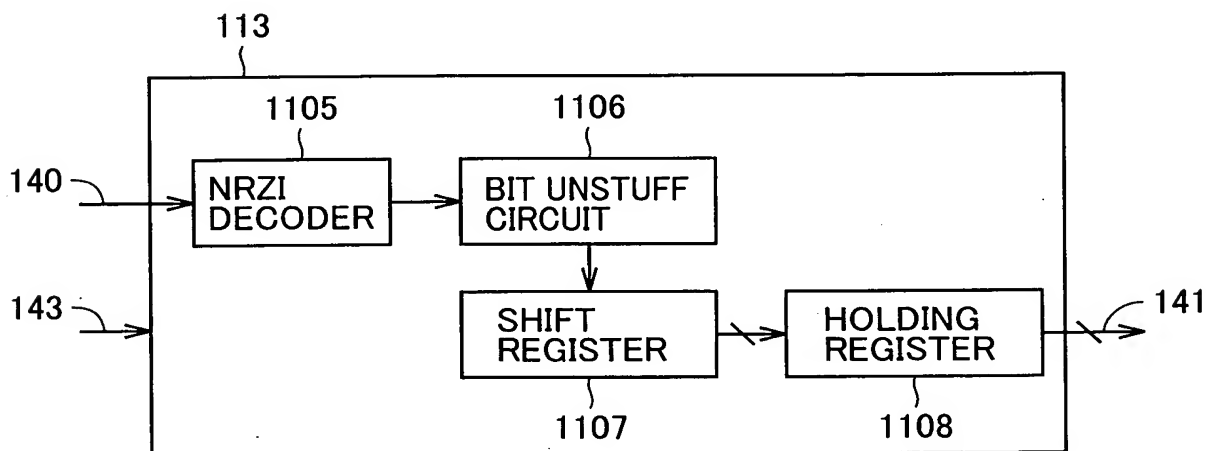 113
1105
1106
140
NRZI
DECODER
BIT UNSTUFF
CIRCUIT
143
SHIFT
REGISTER
HOLDING
REGISTER
141
1107
1108